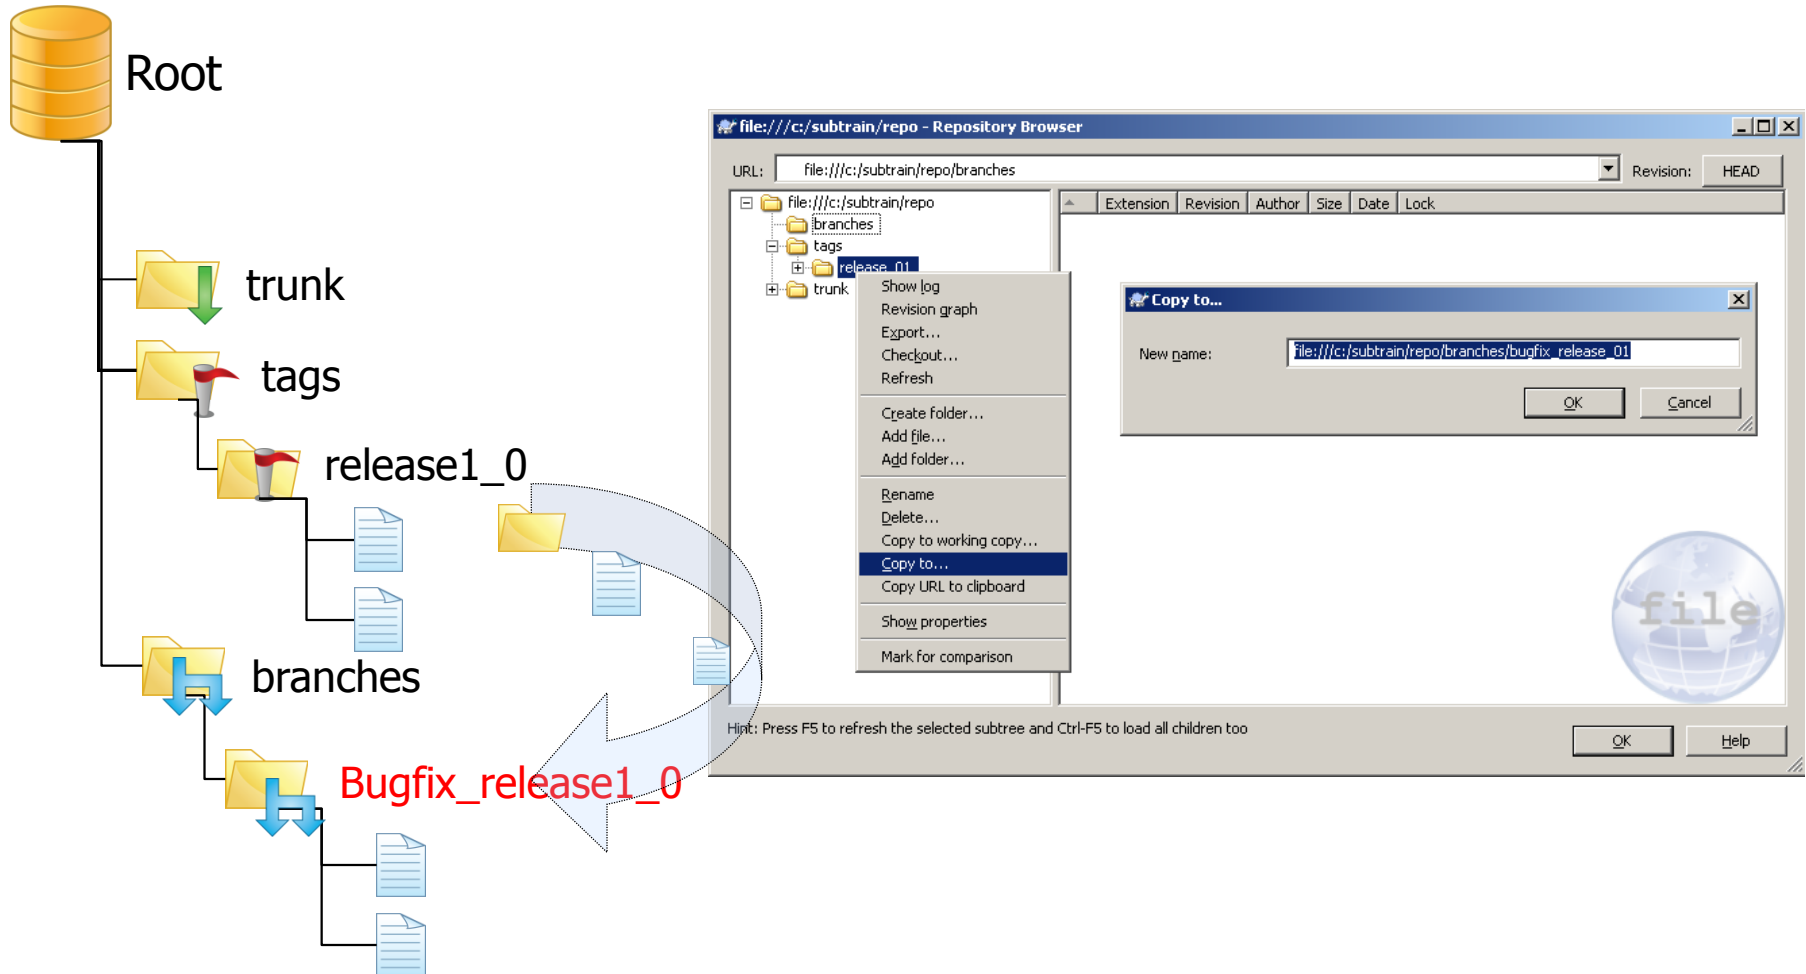 Root
trunk
tags
release1_0
branches
Bugfix_release1_0
file:///c:/subtrain/repo - Repository Browser
URL:
file:///c:/subtrain/repo/branches
Revision:
HEAD
file:///c:/subtrain/repo
branches
tags
release_01
trunk
Extension Revision Author Size Date Lock
Show log
Revision graph
Export...
Checkout...
Refresh
Create folder...
Add file...
Add folder...
Rename
Delete...
Copy to working copy...
Copy to...
Copy URL to clipboard
Show properties
Mark for comparison
Copy to...
New name:
file:///c:/subtrain/repo/branches/bugfix_release_01
OK
Cancel
file
Hint: Press F5 to refresh the selected subtree and Ctrl-F5 to load all children too
OK
Help